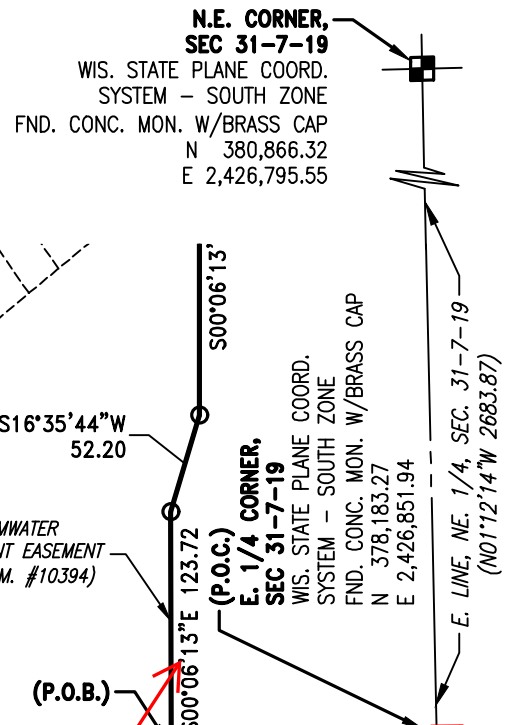 N.E. CORNER,
SEC 31-7-19
WIS. STATE PLANE COORD.
SYSTEM - SOUTH ZONE
FND. CONC. MON. W/BRASS CAP
N 380,866.32
E 2,426,795.55
S00°06'13"
S16°35'44"W
52.20
MWATER
NT EASEMENT
M. #10394)
S00°06'13"E 123.72
(P.O.B.)
(P.O.C.)
E. 1/4 CORNER,
SEC 31-7-19
WIS. STATE PLANE COORD.
SYSTEM - SOUTH ZONE
FND. CONC. MON. W/BRASS CAP
N 378,183.27
E 2,426,851.94
E. LINE, NE. 1/4, SEC. 31-7-19
(N01°12'14"W 2683.87)